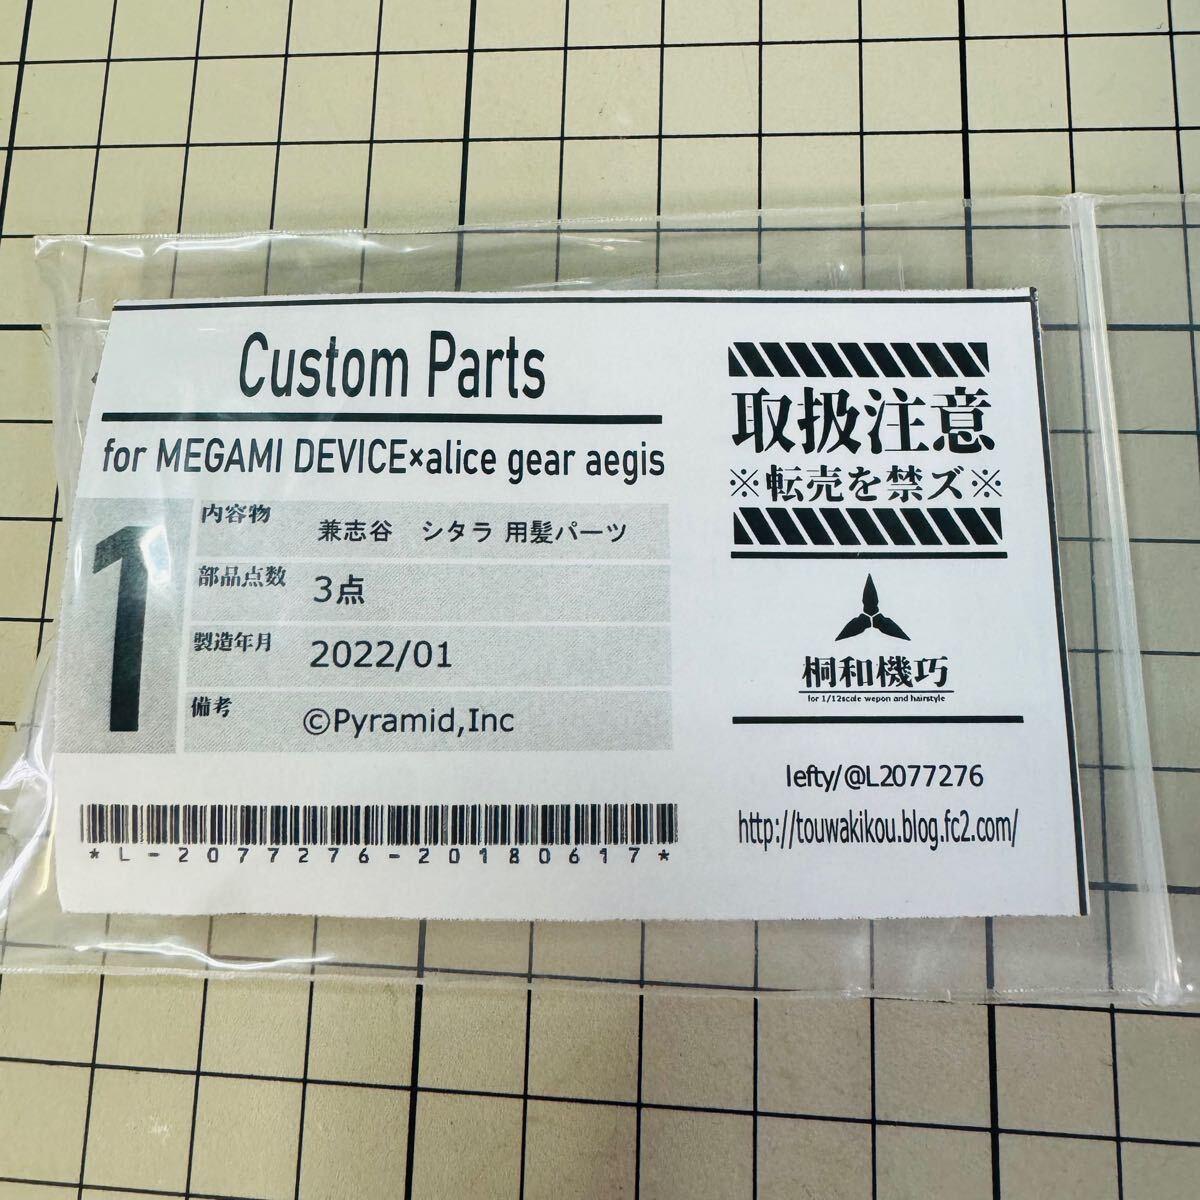 Custom Parts
for MEGAMI DEVICE×alice gear aegis
1
内容物 兼志谷 シタラ 用髪パーツ
部品点数 3点
製造年月 2022/01
備考 ©Pyramid,Inc
*L-2077276-20180617*
取扱注意
※転売を禁ズ※
桐和機巧
for 1/12scale wepon and hairstyle
lefty/@L2077276
http://touwakikou.blog.fc2.com/